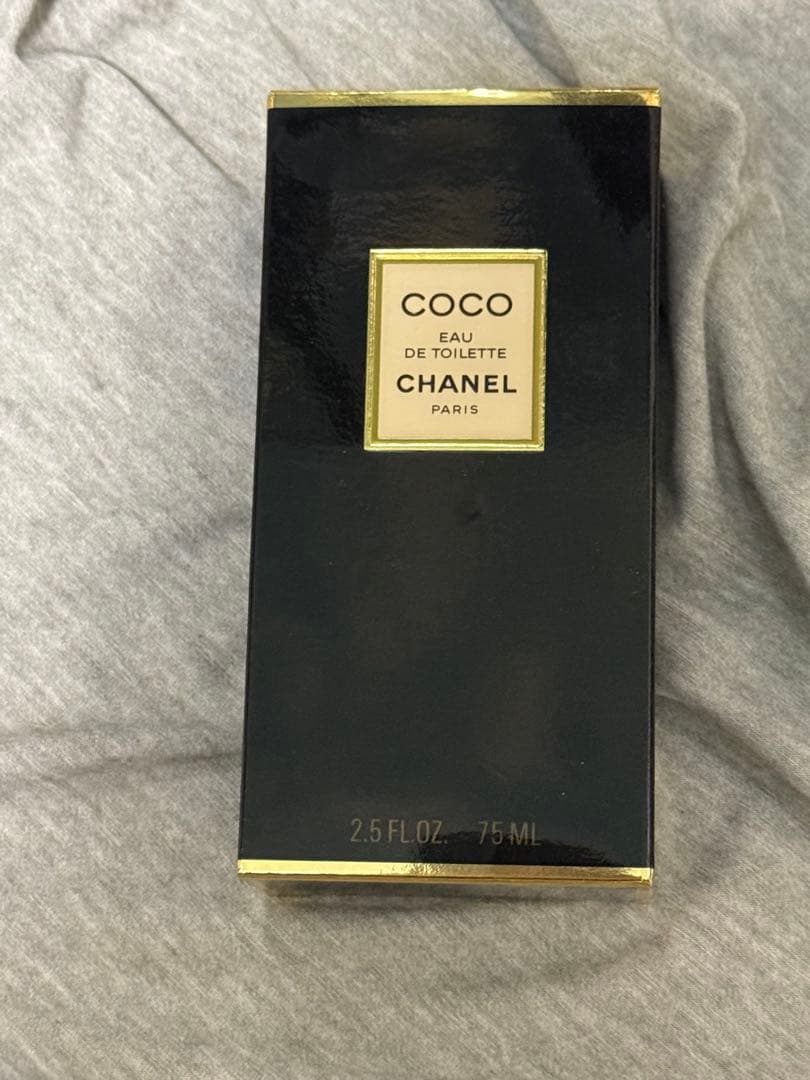 COCO
EAU
DE TOILETTE
CHANEL
PARIS
2.5 FL.OZ. 75 ML